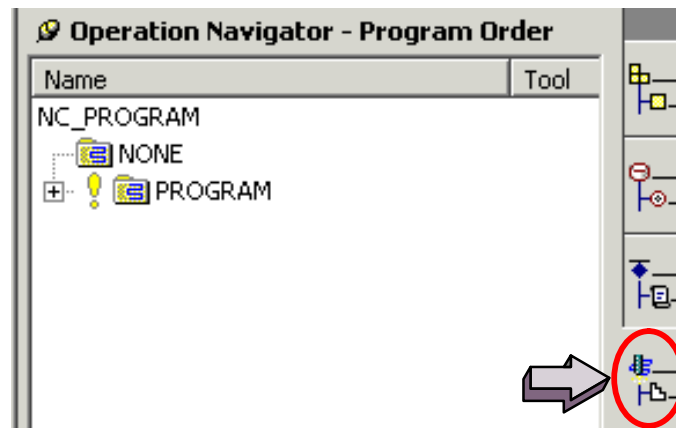 Operation Navigator - Program Order
Name Tool
NC_PROGRAM
NONE
PROGRAM